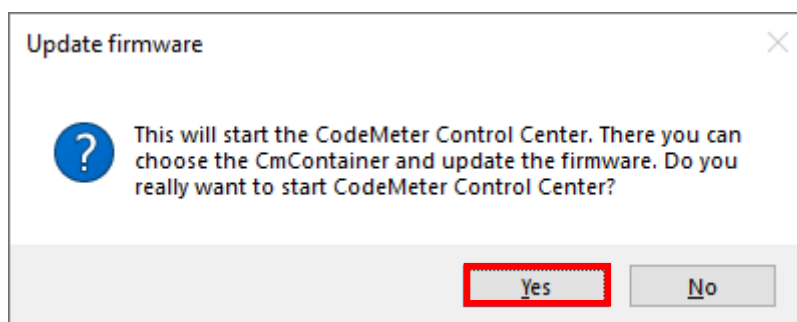 Update firmware
This will start the CodeMeter Control Center. There you can
choose the CmContainer and update the firmware. Do you
really want to start CodeMeter Control Center?
Yes No